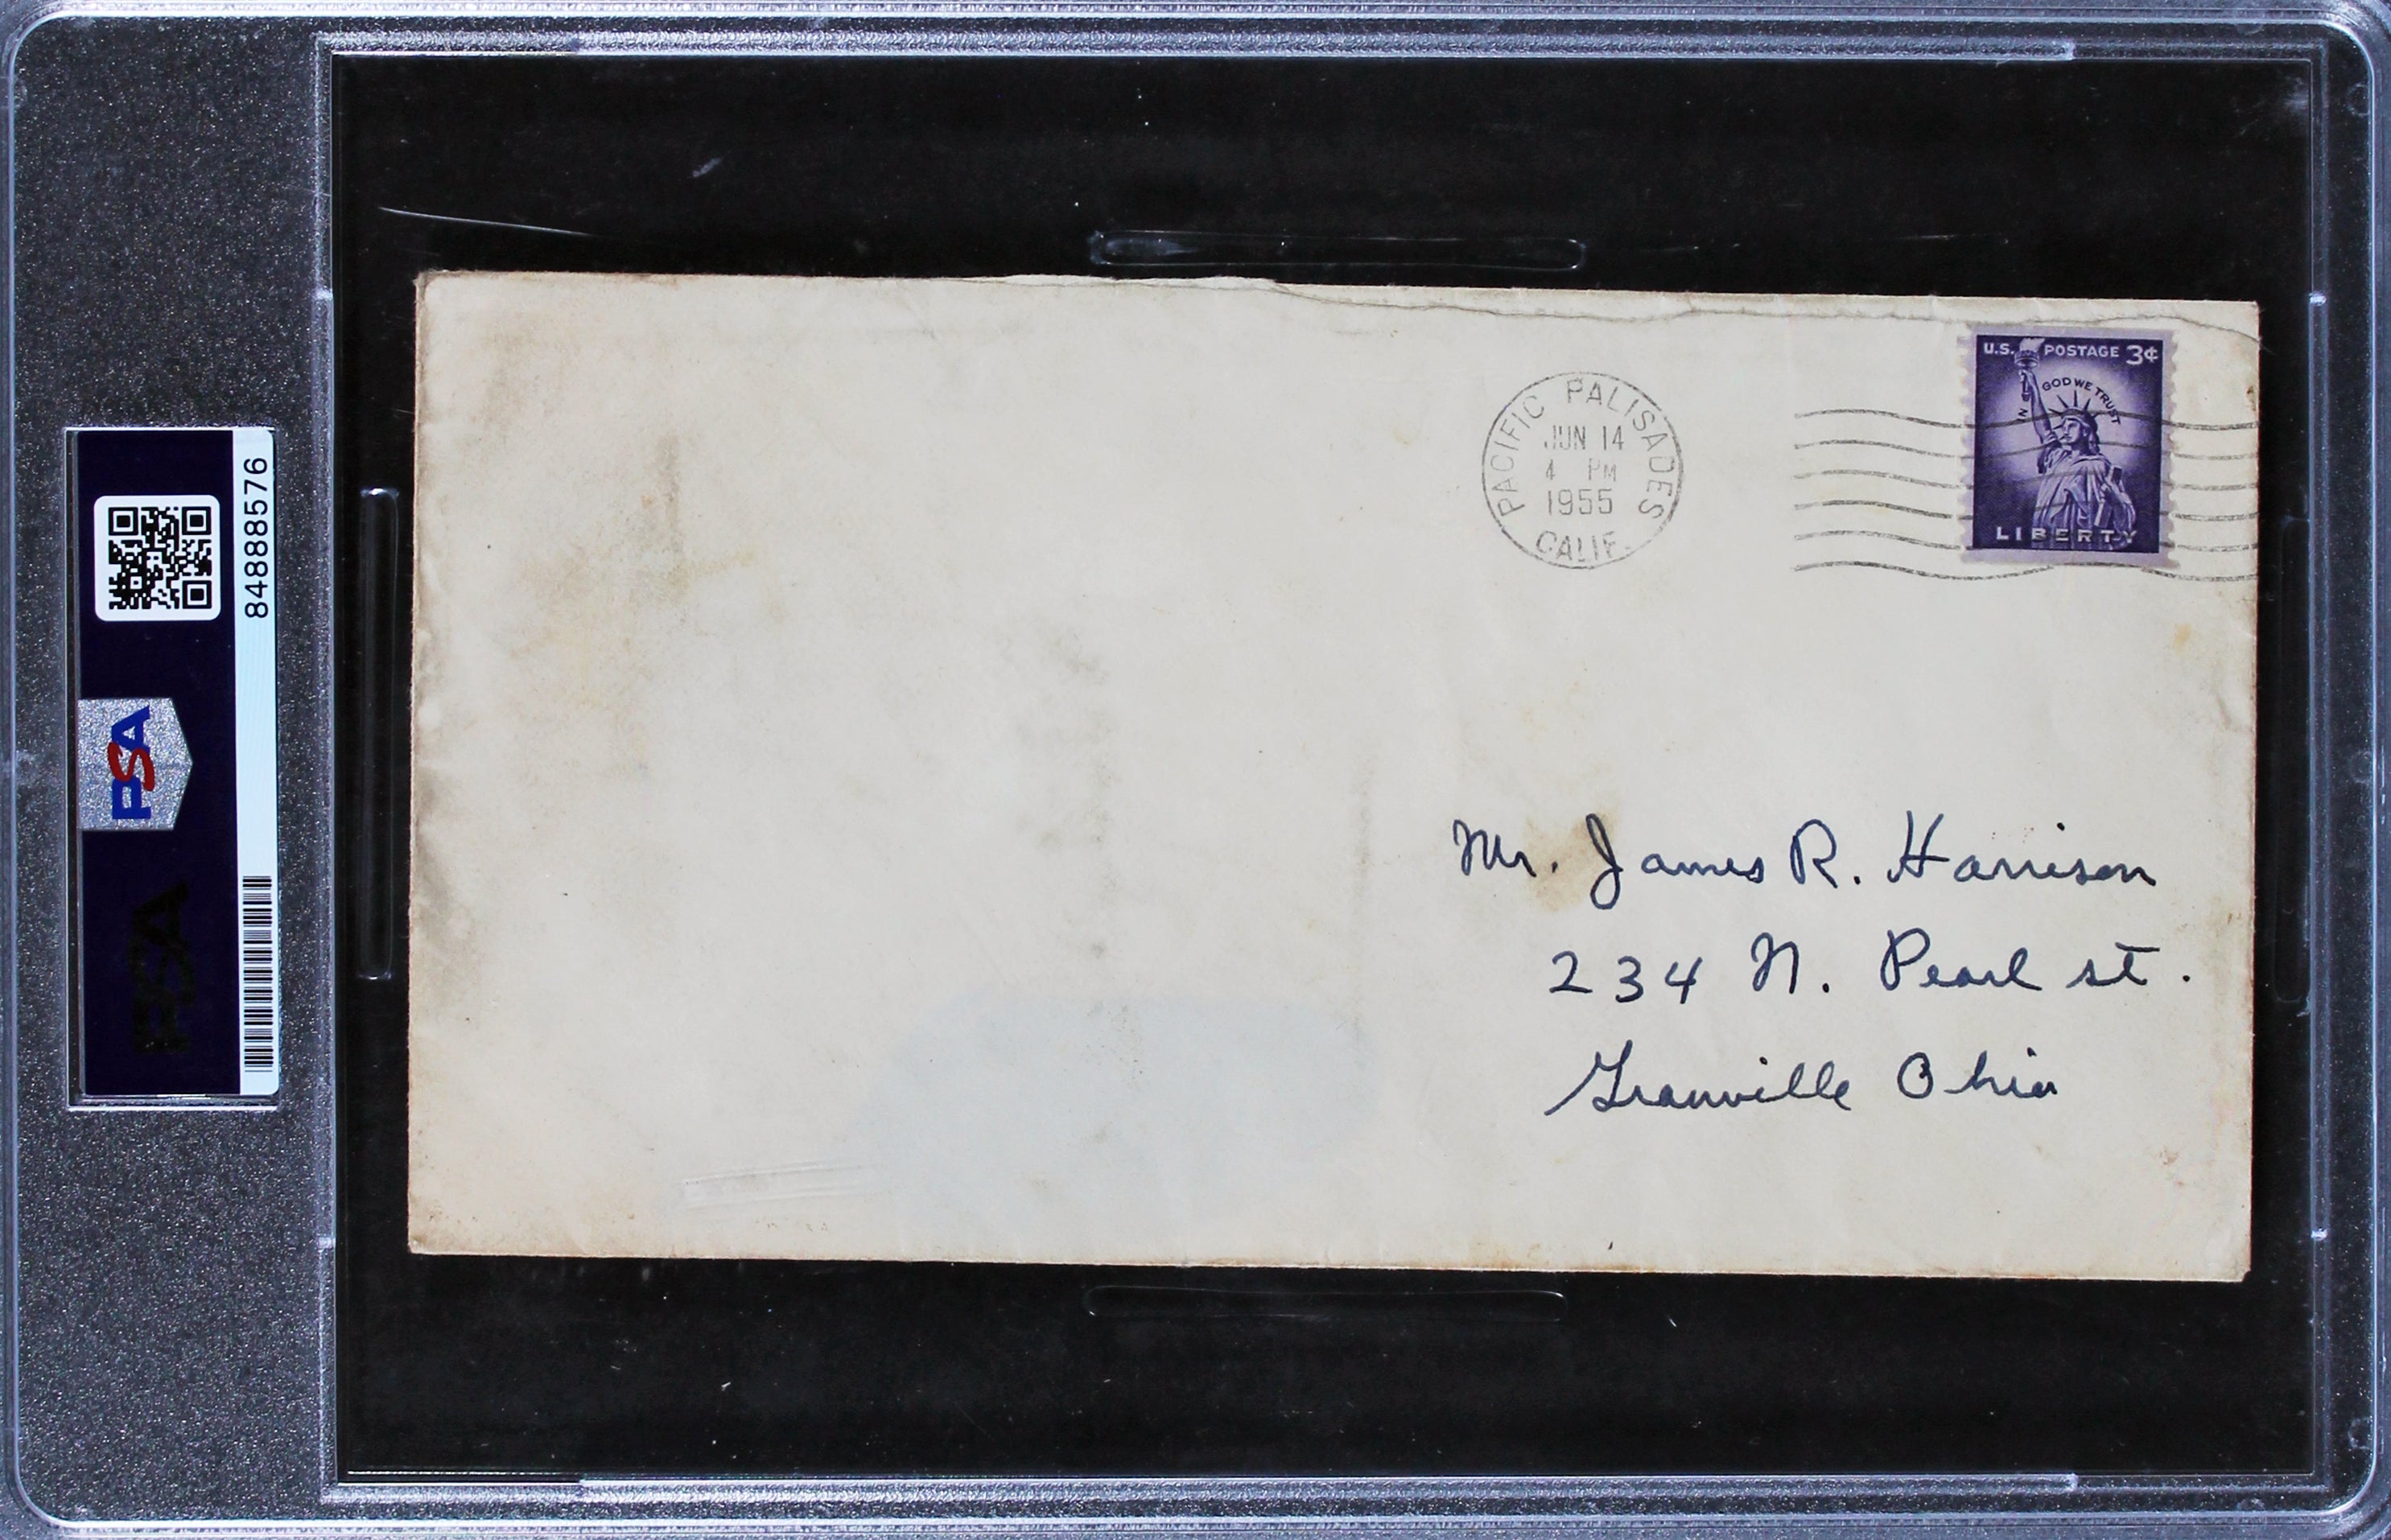 84888576
PSA
PSA
PACIFIC PALISADES
JUN 14
4 PM
1955
CALIF.
U.S. POSTAGE 3¢
IN GOD WE TRUST
LIBERTY
Mr. James R. Harrison
234 N. Pearl st.
Granville Ohio